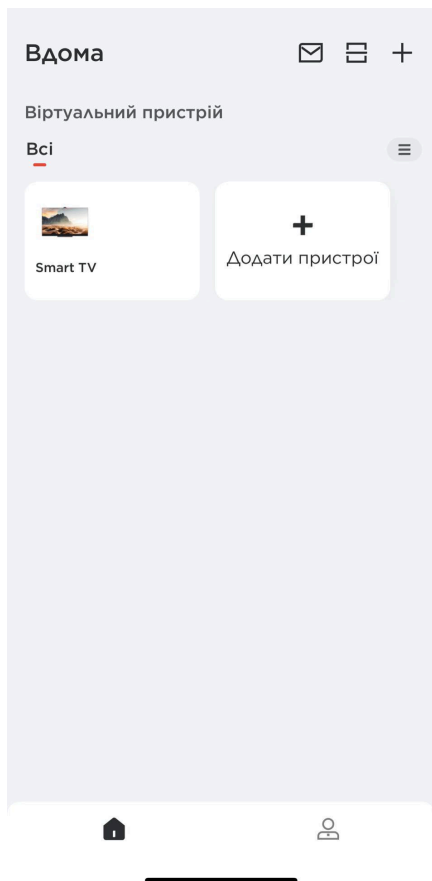 Вдома
Віртуальний пристрій
Всі
Smart TV
Додати пристрої